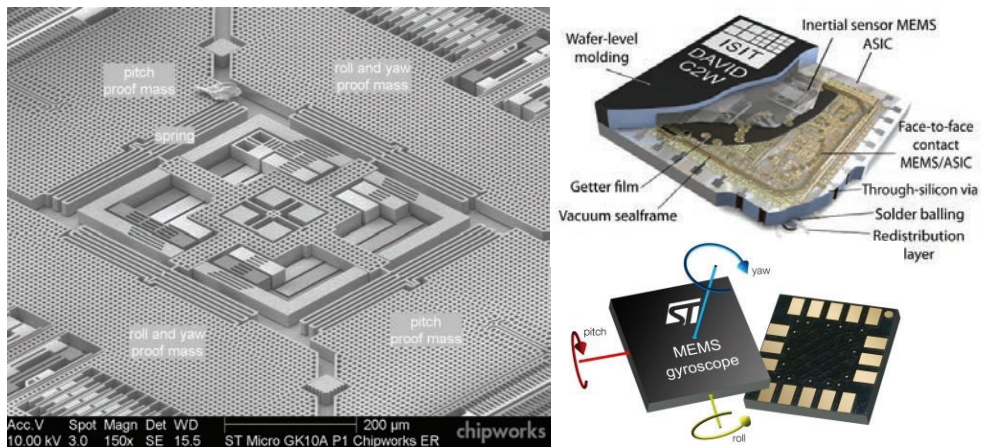 pitch
proof mass
roll and yaw
proof mass
spring
roll and yaw
proof mass
pitch
proof mass
Acc.V Spot Magn Det WD
10.00 kV 3.0 150x SE 15.5
200 µm
ST Micro GK10A P1 Chipworks ER
chipworks
Wafer-level
molding
Inertial sensor MEMS
ASIC
ISIT
DAVID
C2W
Face-to-face
contact
MEMS/ASIC
Getter film
Through-silicon via
Vacuum sealframe
Solder balling
Redistribution
layer
yaw
pitch
ST
MEMS
gyroscope
roll